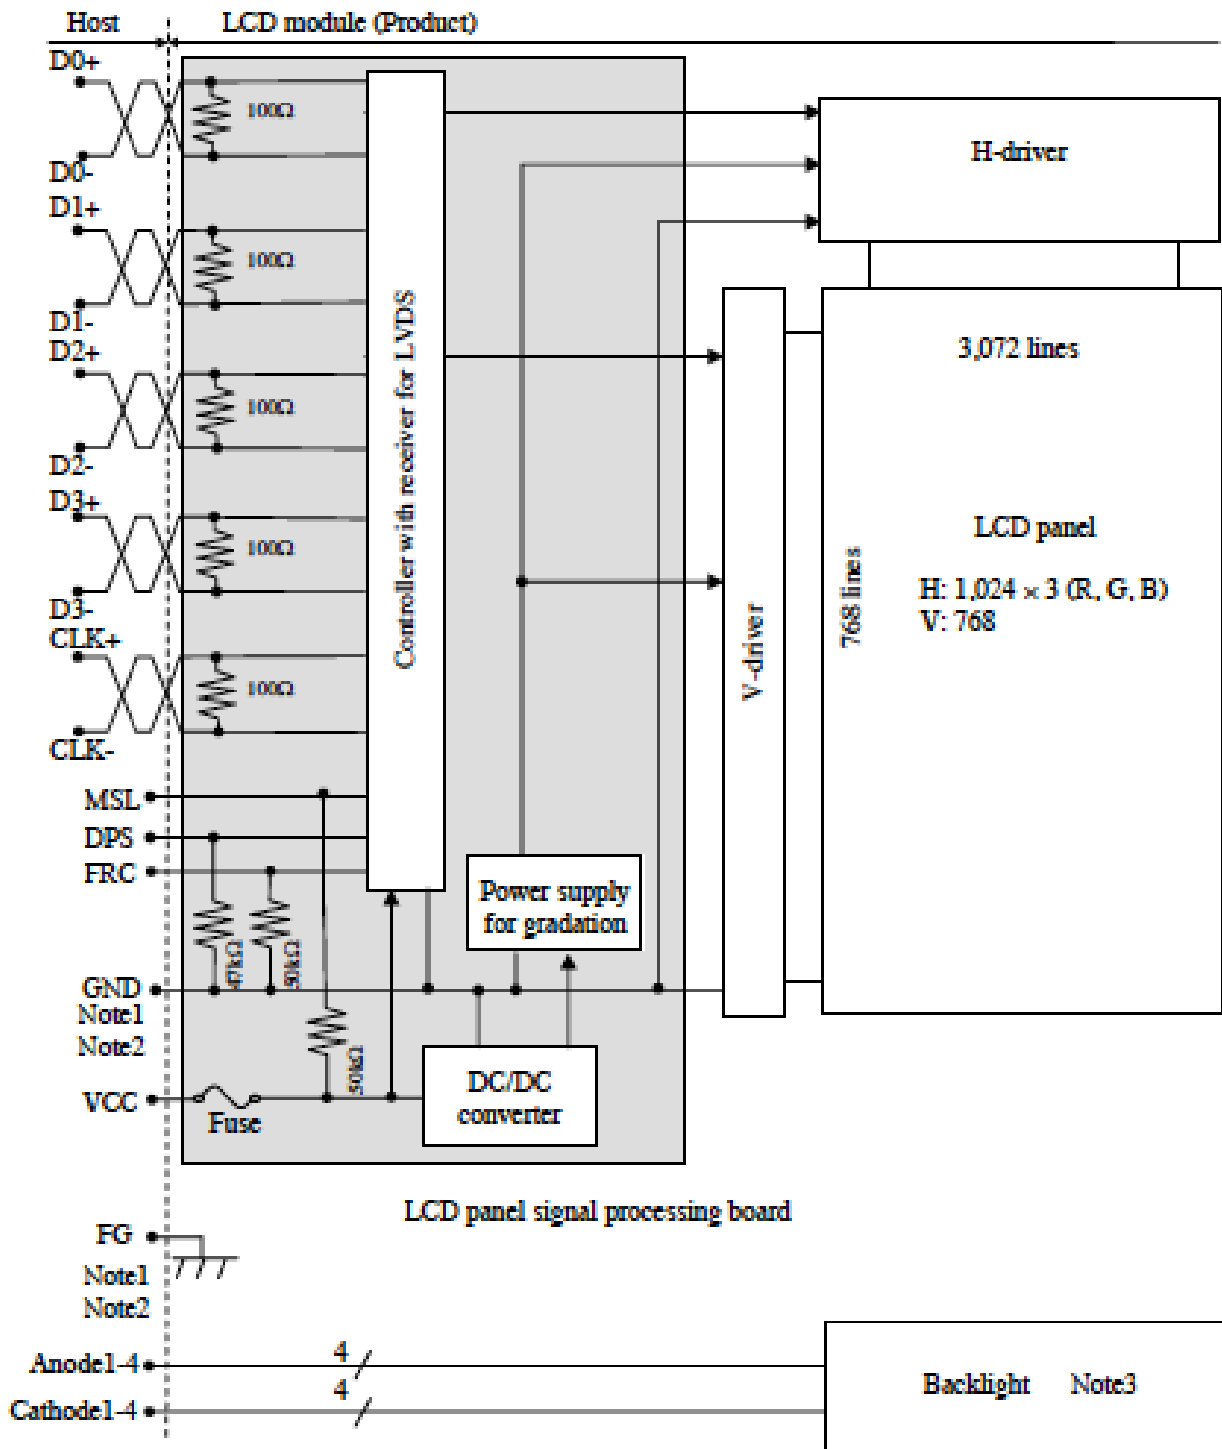 Host
LCD module (Product)
D0+
100Ω
D0-
D1+
100Ω
D1-
D2+
100Ω
D2-
D3+
100Ω
D3-
CLK+
100Ω
CLK-
MSL
DPS
FRC
47kΩ
50kΩ
GND
Note1
Note2
50kΩ
VCC
Fuse
Controller with receiver for LVDS
Power supply
for gradation
DC/DC
converter
H-driver
V-driver
3,072 lines
768 lines
LCD panel
H: 1,024 × 3 (R, G, B)
V: 768
LCD panel signal processing board
FG
Note1
Note2
Anode1-4
4
Cathode1-4
4
Backlight Note3